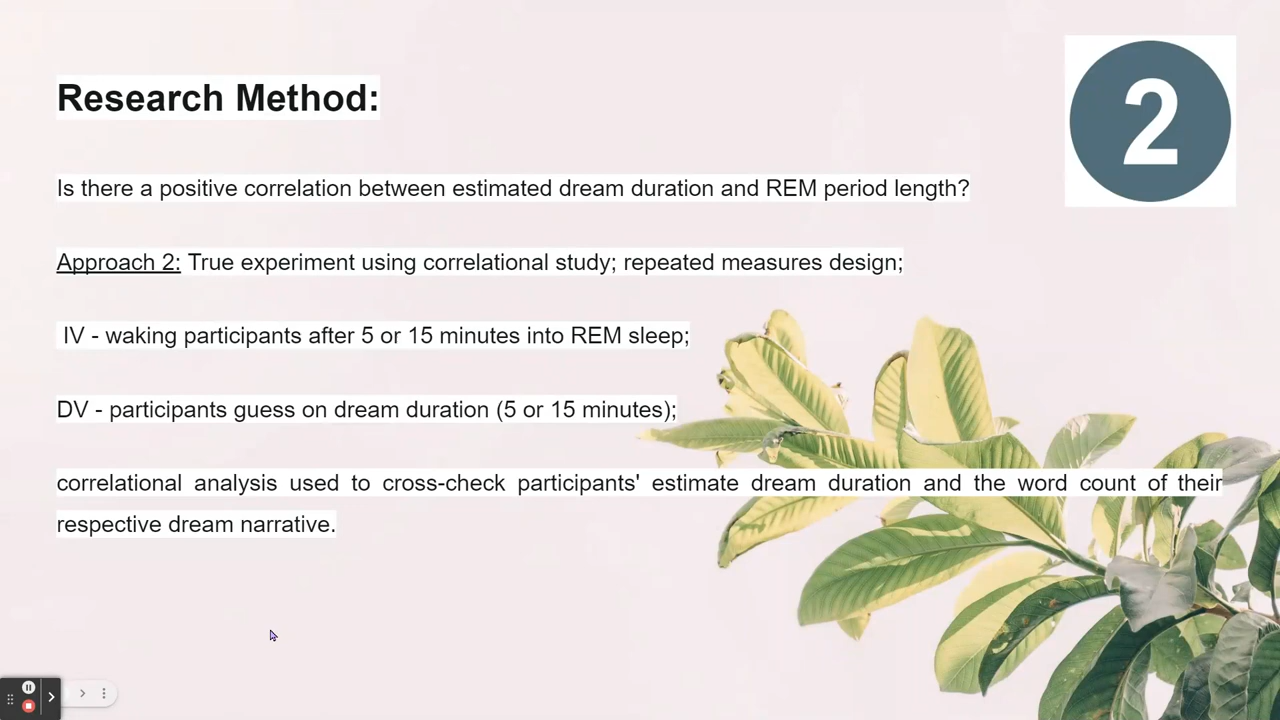 2
Research Method:
Is there a positive correlation between estimated dream duration and REM period length?
Approach 2: True experiment using correlational study; repeated measures design;
IV - waking participants after 5 or 15 minutes into REM sleep;
DV - participants guess on dream duration (5 or 15 minutes);
correlational analysis used to cross-check participants' estimate dream duration and the word count of their
respective dream narrative.